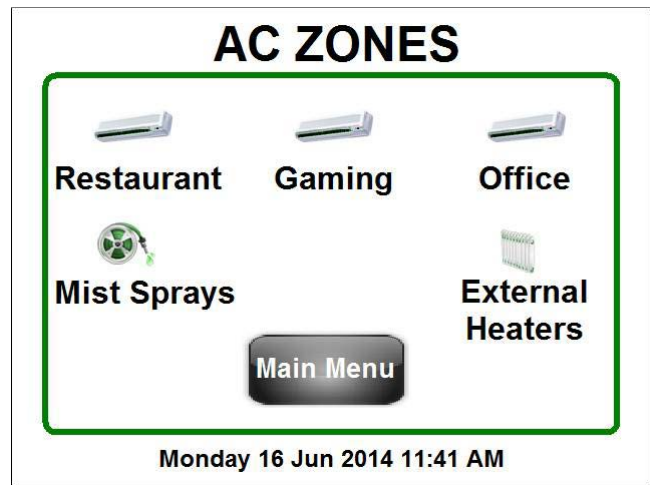 AC ZONES
Restaurant Gaming Office
Mist Sprays External
Heaters
Main Menu
Monday 16 Jun 2014 11:41 AM